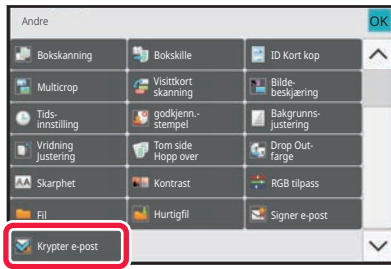 Andre
OK
Bokskanning
Bokskille
ID Kort kop
Multicrop
Visittkort
skanning
Bilde-
beskjæring
Tids-
innstilling
godkjenn.-
stempel
Bakgrunns-
justering
Vridning
Justering
Tom side
Hopp over
Drop Out-
farge
Skarphet
Kontrast
RGB tilpass
Fil
Hurtigfil
Signer e-post
Krypter e-post